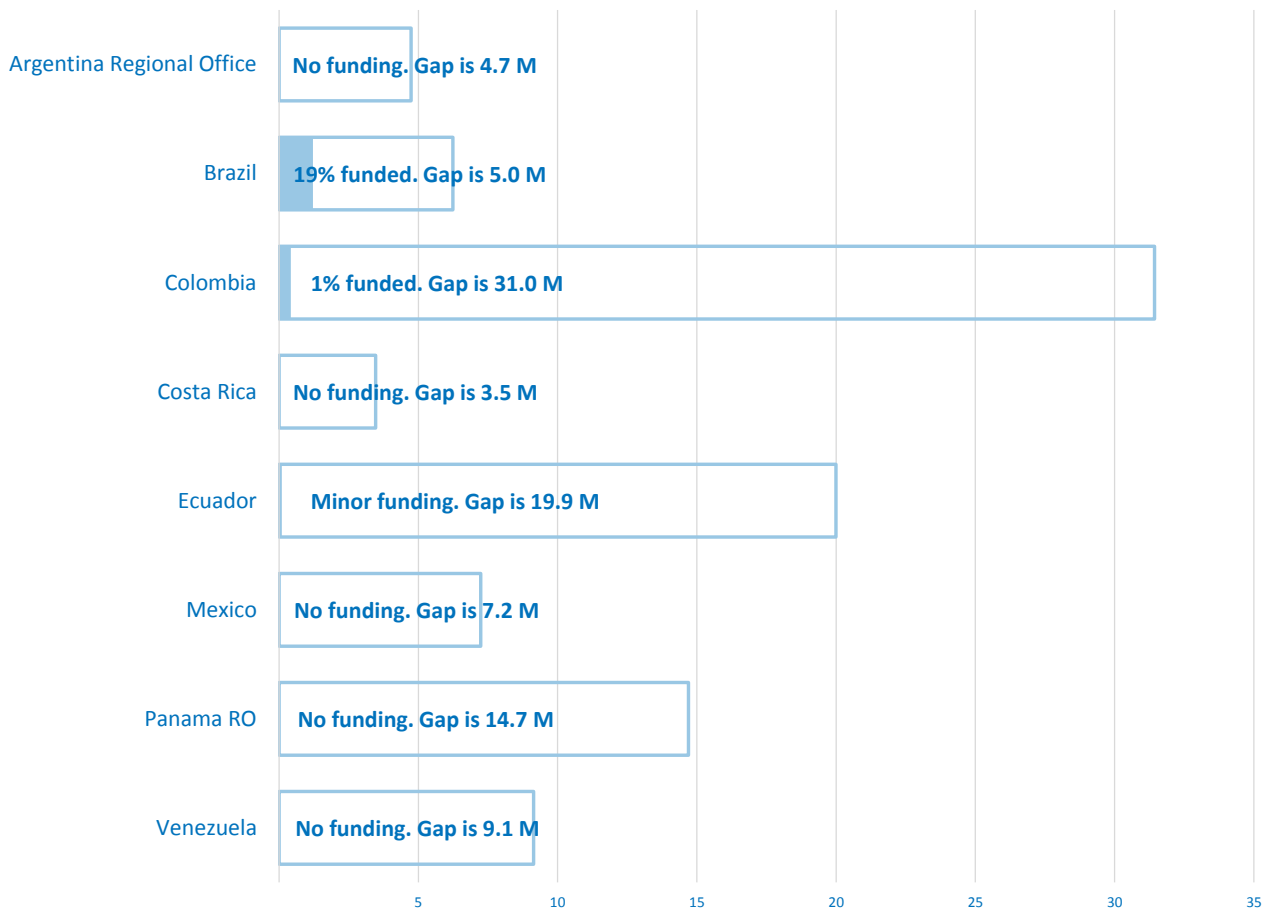 Argentina Regional Office
No funding. Gap is 4.7 M
Brazil
19% funded. Gap is 5.0 M
Colombia
1% funded. Gap is 31.0 M
Costa Rica
No funding. Gap is 3.5 M
Ecuador
Minor funding. Gap is 19.9 M
Mexico
No funding. Gap is 7.2 M
Panama RO
No funding. Gap is 14.7 M
Venezuela
No funding. Gap is 9.1 M
5 10 15 20 25 30 35